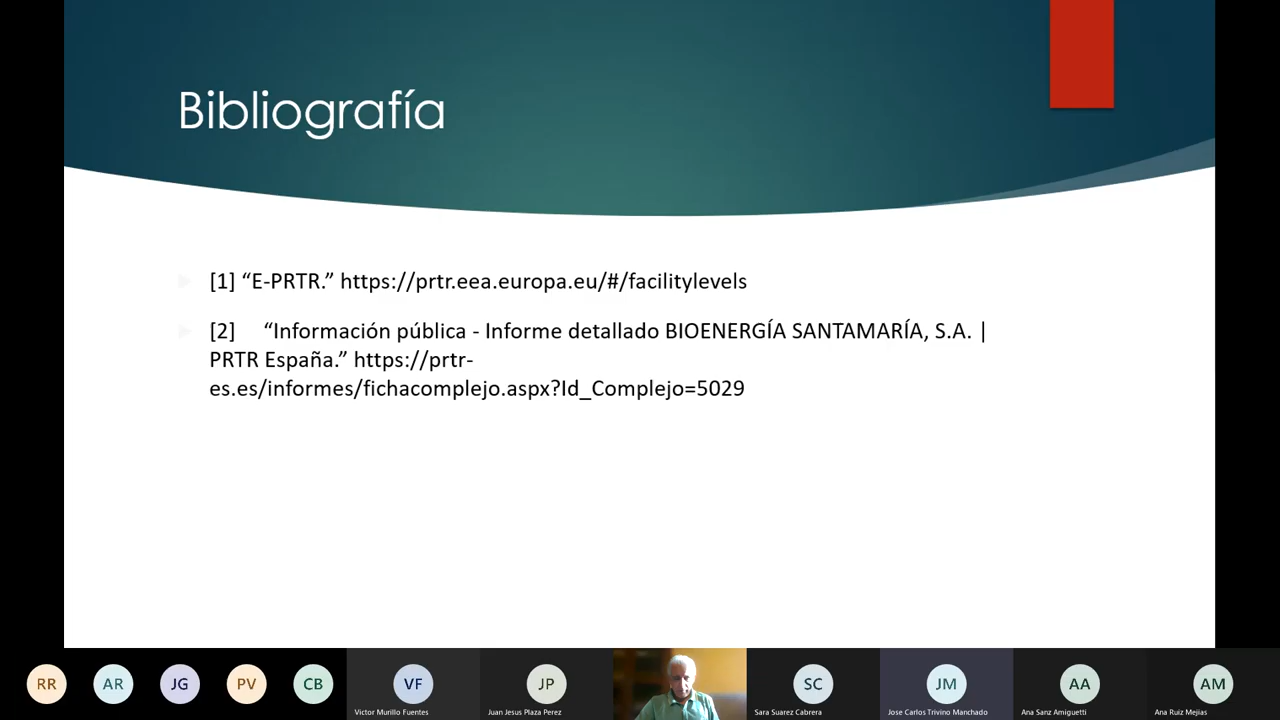 Bibliografía
[1] “E-PRTR.” https://prtr.eea.europa.eu/#/facilitylevels
[2] “Información pública - Informe detallado BIOENERGÍA SANTAMARÍA, S.A. |
PRTR España.” https://prtr-
es.es/informes/fichacomplejo.aspx?Id_Complejo=5029
RR AR JG PV CB VF JP SC JM AA AM
Victor Murillo Fuentes Juan Jesus Plaza Perez Sara Suarez Cabrera Jose Carlos Trivino Manchado Ana Sanz Amiguetti Ana Ruiz Mejias